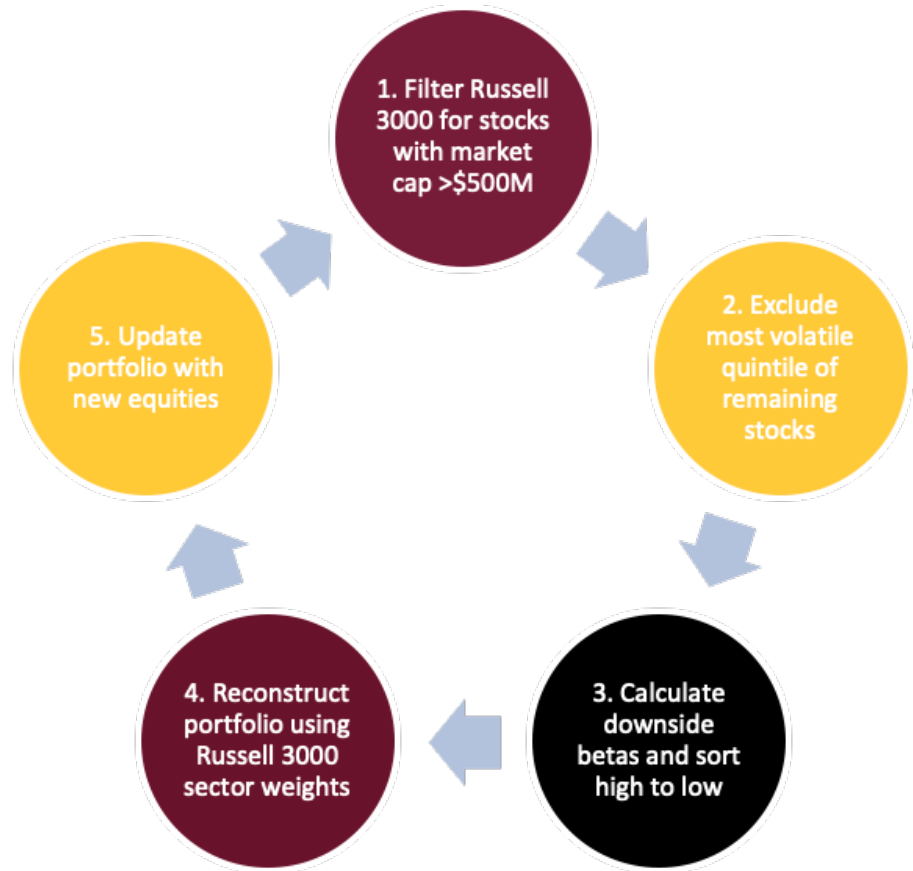 1. Filter Russell
3000 for stocks
with market
cap >$500M
2. Exclude
most volatile
quintile of
remaining
stocks
3. Calculate
downside
betas and sort
high to low
4. Reconstruct
portfolio using
Russell 3000
sector weights
5. Update
portfolio with
new equities